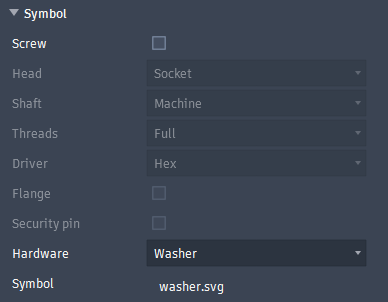 Symbol
Screw
Head Socket
Shaft Machine
Threads Full
Driver Hex
Flange
Security pin
Hardware Washer
Symbol washer.svg